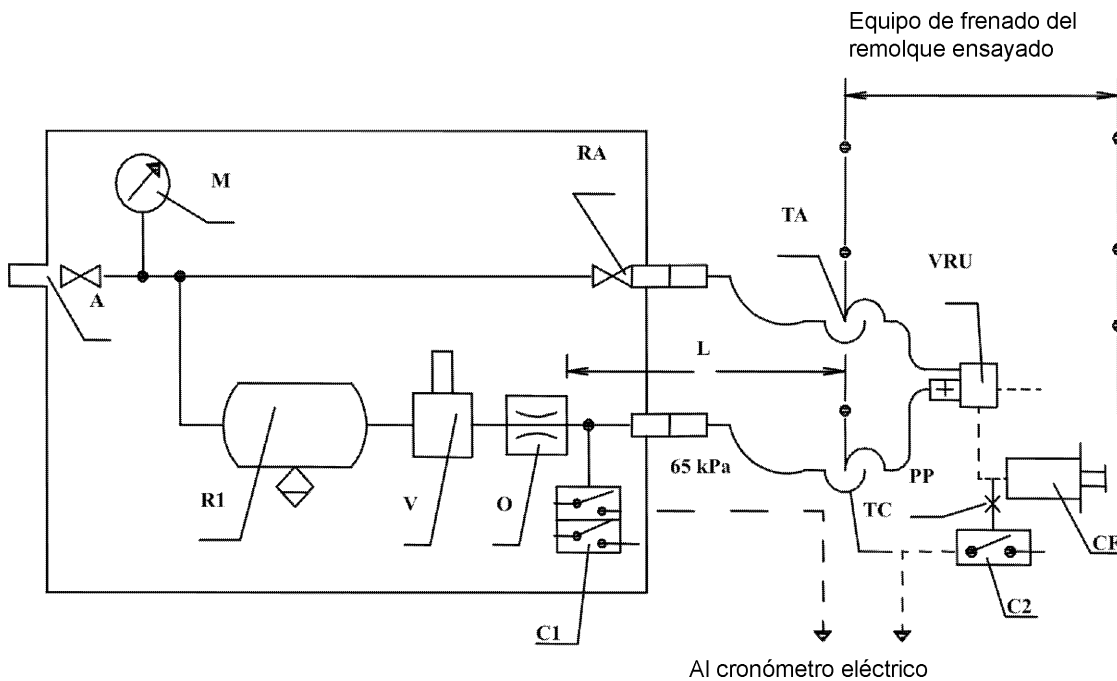 Equipo de frenado del
remolque ensayado
M
RA
TA
VRU
A
L
65 kPa
PP
R1
V
O
TC
CF
C1
C2
Al cronómetro eléctrico